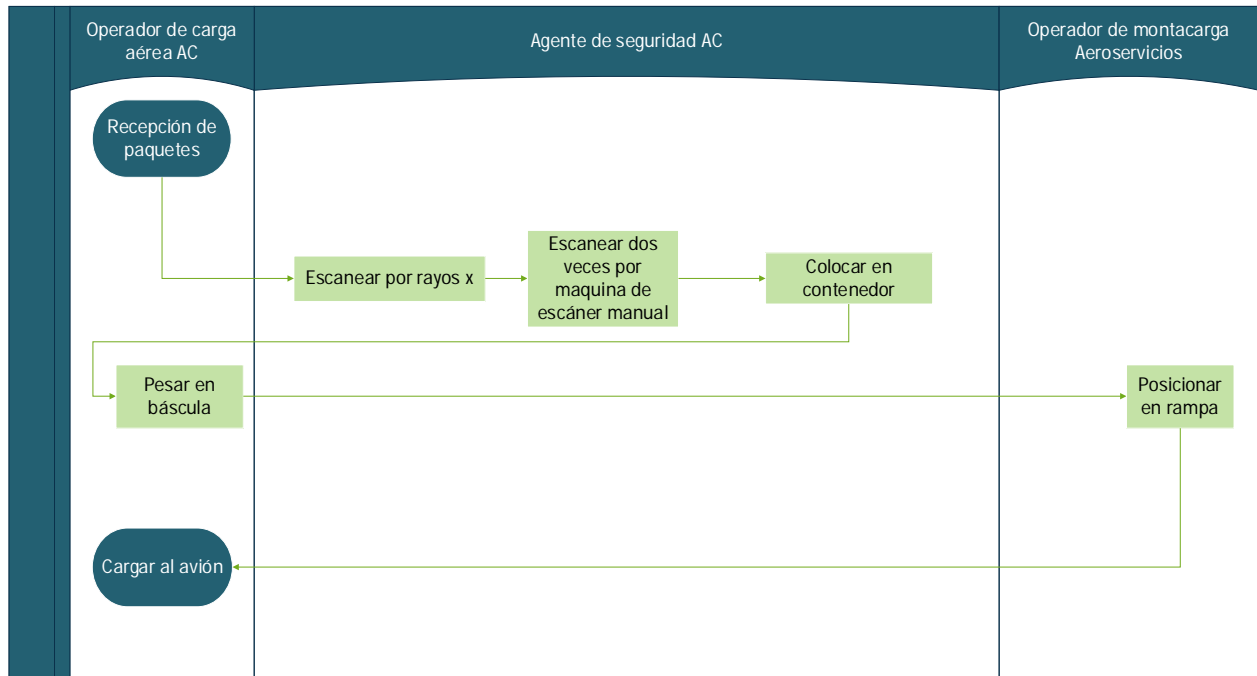 Operador de carga
aérea AC
Agente de seguridad AC
Operador de montacarga
Aeroservicios
Recepción de
paquetes
Escanear por rayos x
Escanear dos
veces por
maquina de
escáner manual
Colocar en
contenedor
Pesar en
báscula
Posicionar
en rampa
Cargar al avión